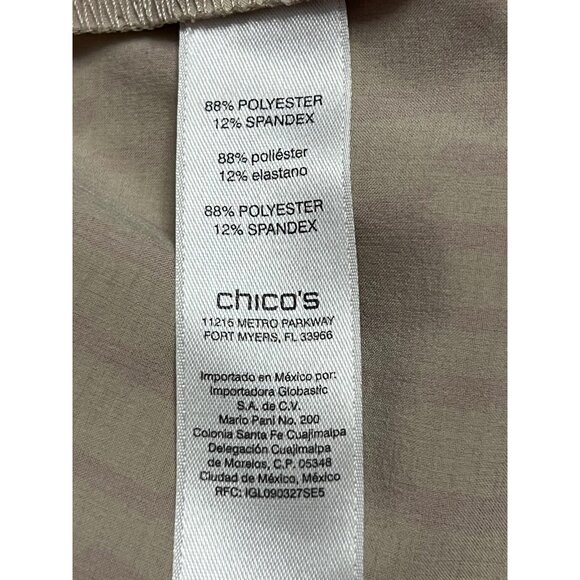 88% POLYESTER
12% SPANDEX
88% poliéster
12% elastano
88% POLYESTER
12% SPANDEX
chico's
11215 METRO PARKWAY
FORT MYERS, FL 33966
Importado en México por:
Importadora Globastic
S.A. de C.V.
Mario Pani No. 200
Colonia Santa Fe Cuajimalpa
Delegación Cuajimalpa
de Morelos, C.P. 05348
Ciudad de México, México
RFC: IGL090327SE5